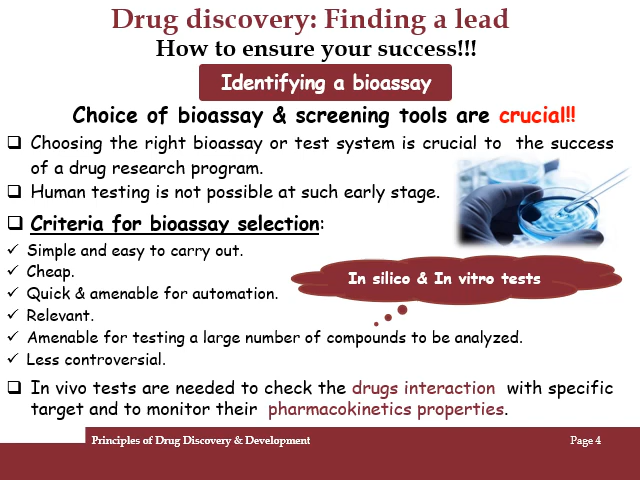 Drug discovery: Finding a lead
How to ensure your success!!!
Identifying a bioassay
Choice of bioassay & screening tools are crucial!!
Choosing the right bioassay or test system is crucial to the success
of a drug research program.
Human testing is not possible at such early stage.
Criteria for bioassay selection:
Simple and easy to carry out.
Cheap.
Quick & amenable for automation.
Relevant.
Amenable for testing a large number of compounds to be analyzed.
Less controversial.
In silico & In vitro tests
In vivo tests are needed to check the drugs interaction with specific
target and to monitor their pharmacokinetics properties.
Principles of Drug Discovery & Development
Page 4